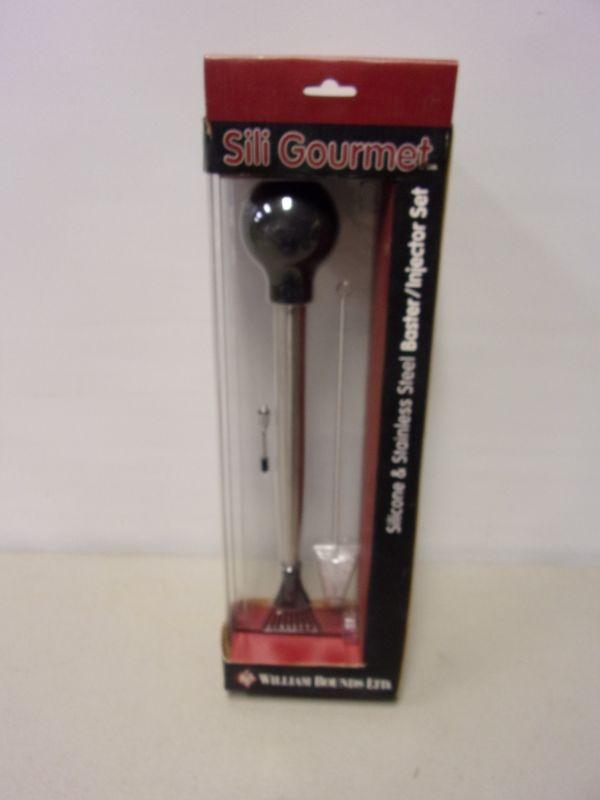 Sili Gourmet
Silicone & Stainless Steel Baster/Injector Set
WILLIAM BOUNDS LTD.